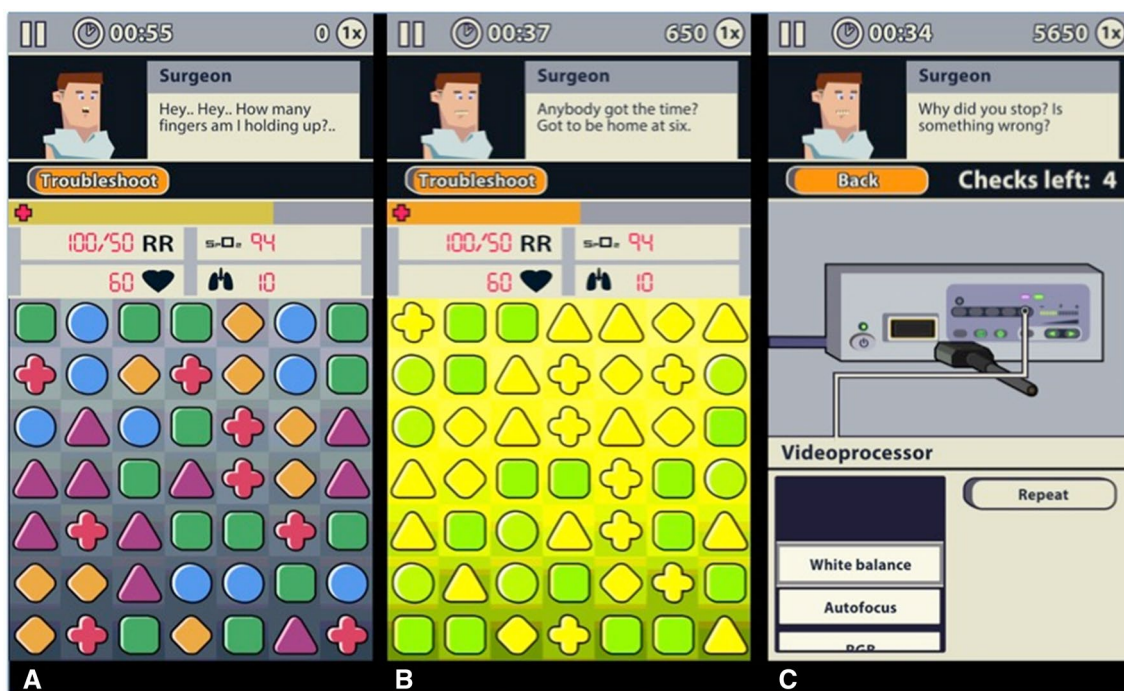 00:55
0 1x
Surgeon
Hey.. Hey.. How many
fingers am I holding up?..
Troubleshoot
100/50 RR
SPO2 94
60
10
A
00:37
650 1x
Surgeon
Anybody got the time?
Got to be home at six.
Troubleshoot
100/50 RR
SPO2 94
60
10
B
00:34
5650 1x
Surgeon
Why did you stop? Is
something wrong?
Back
Checks left: 4
Videoprocessor
Repeat
White balance
Autofocus
RGB
C